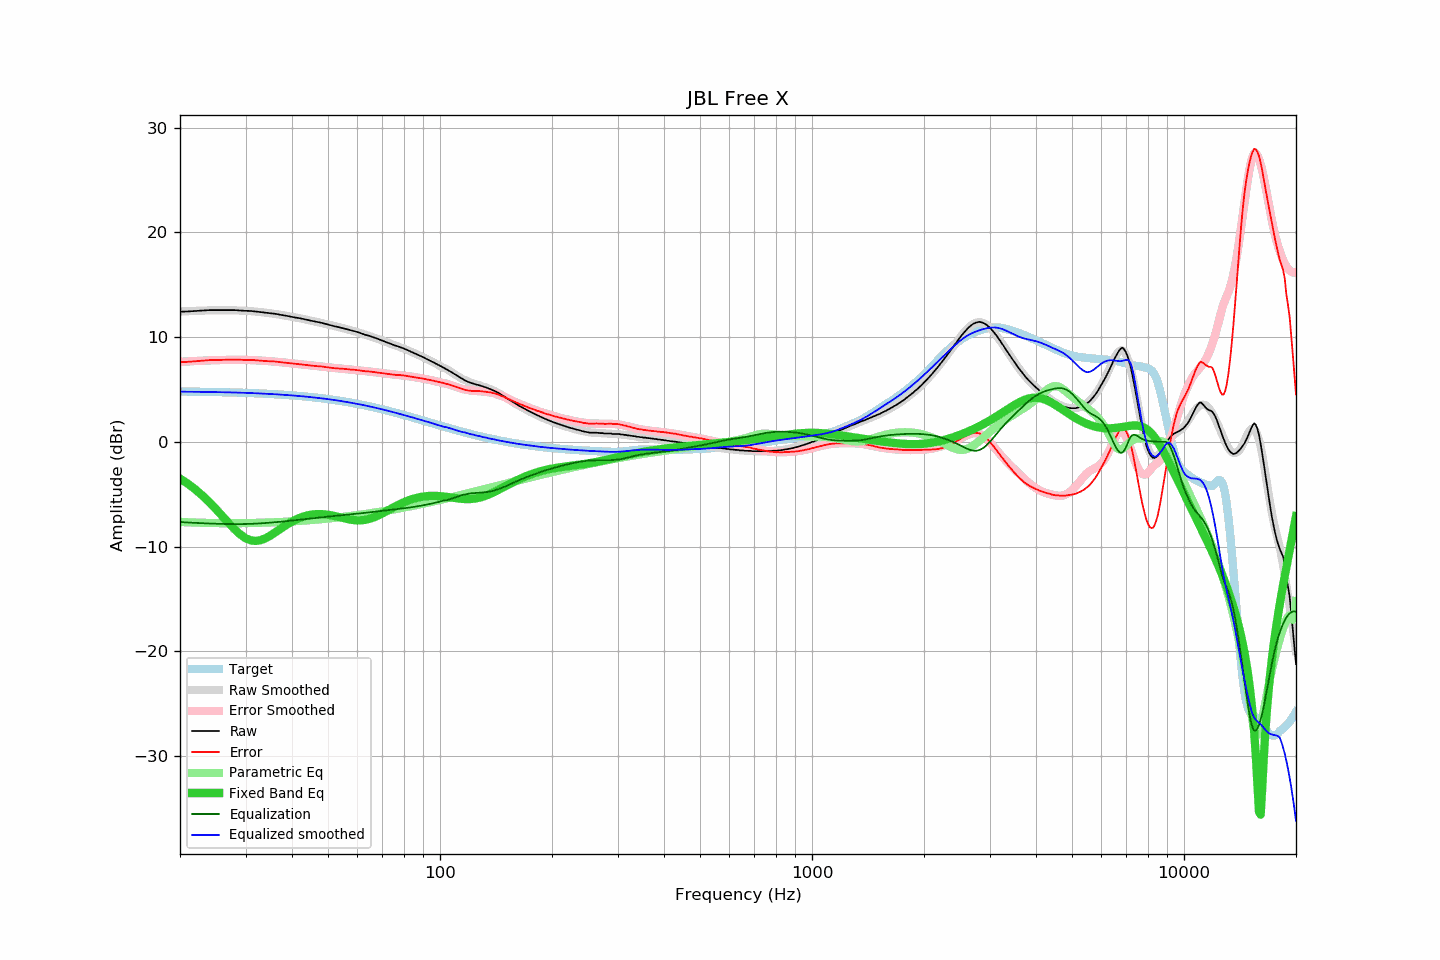 JBL Free X
30
20
10
0
−10
−20
−30
Amplitude (dBr)
Target
Raw Smoothed
Error Smoothed
Raw
Error
Parametric Eq
Fixed Band Eq
Equalization
Equalized smoothed
100
1000
10000
Frequency (Hz)